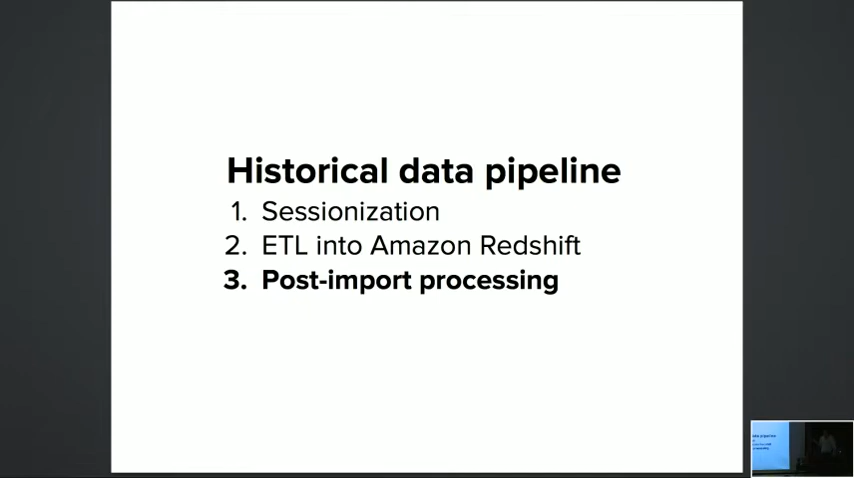 Historical data pipeline
1. Sessionization
2. ETL into Amazon Redshift
3. Post-import processing